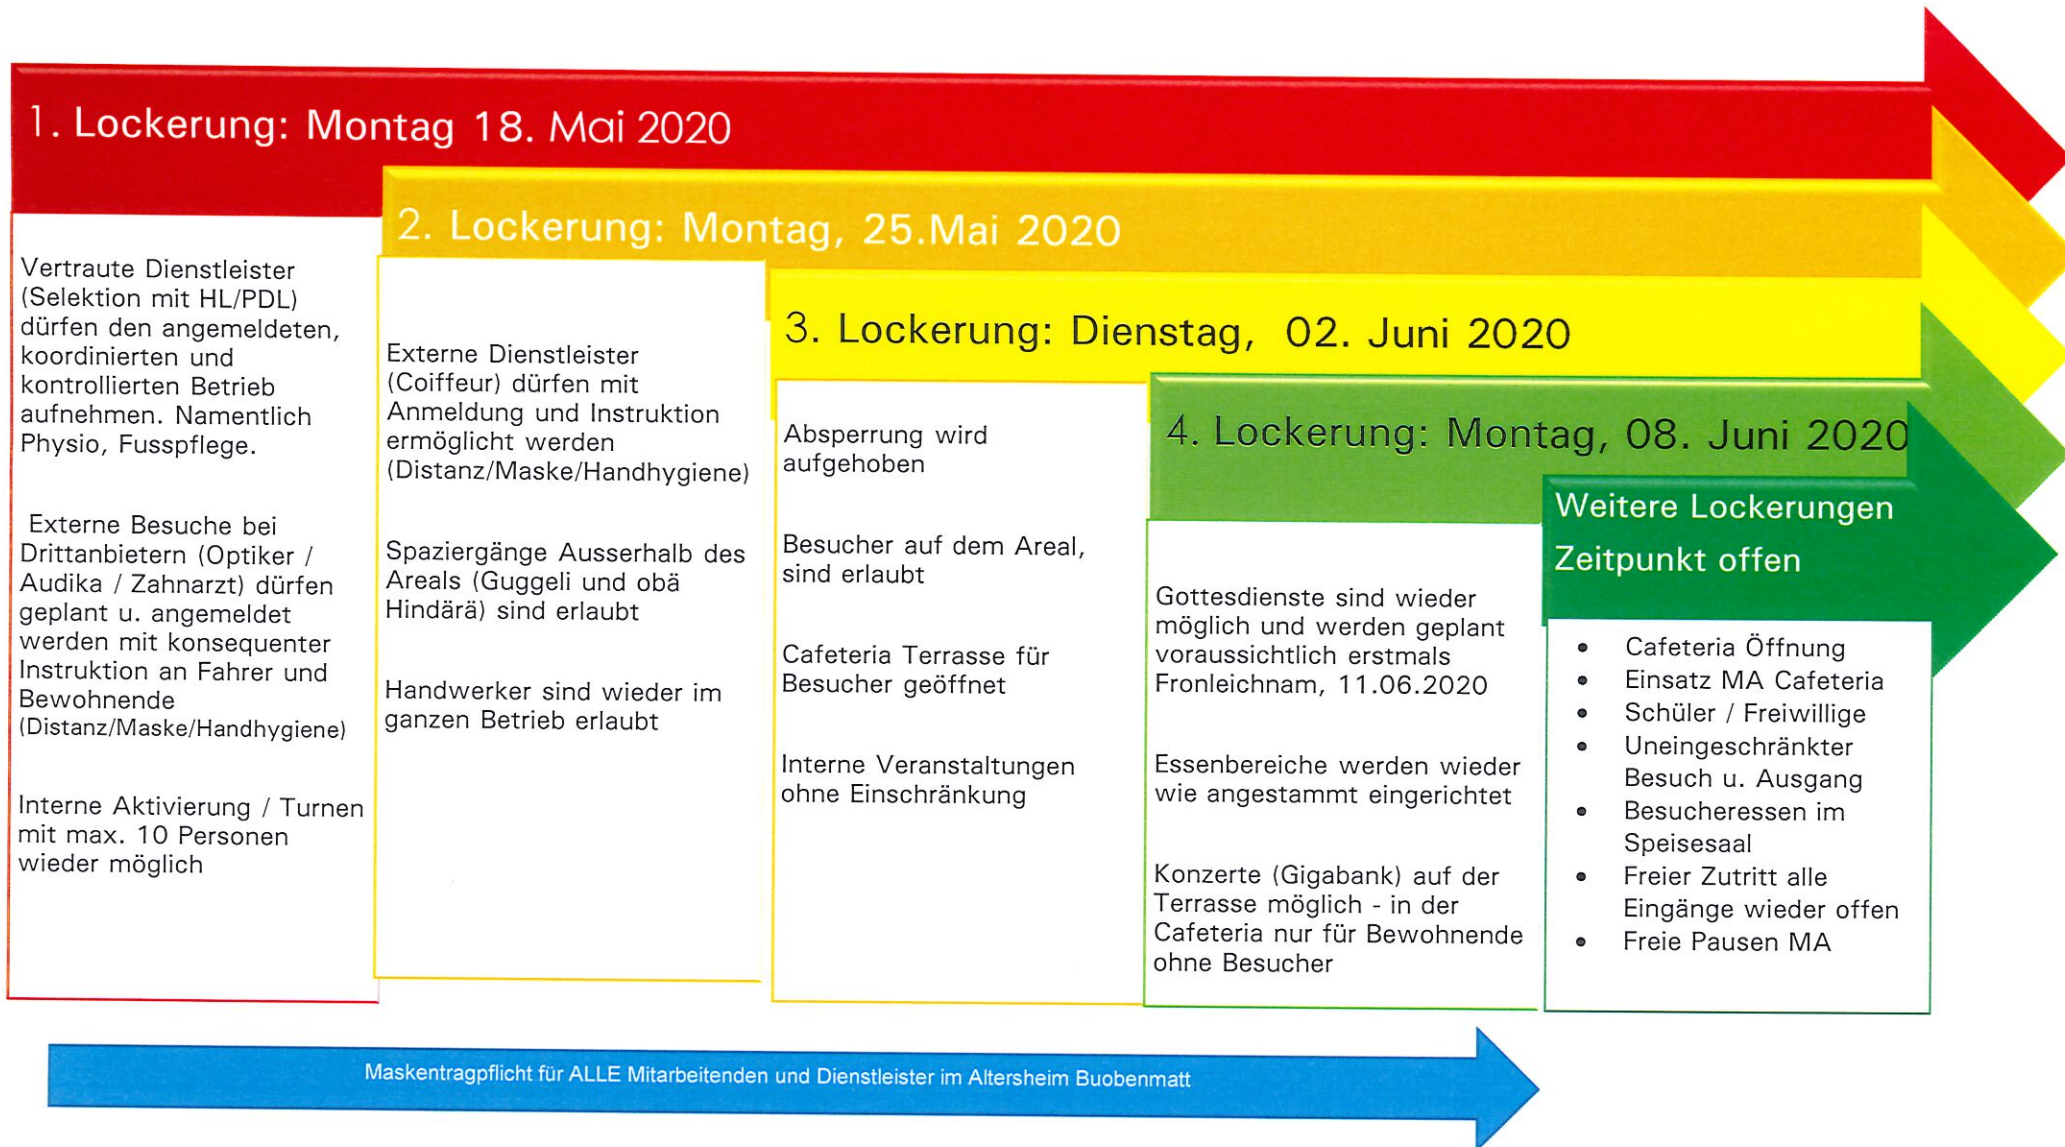 1. Lockerung: Montag 18. Mai 2020
Vertraute Dienstleister
(Selektion mit HL/PDL)
dürfen den angemeldeten,
koordinierten und
kontrollierten Betrieb
aufnehmen. Namentlich
Physio, Fusspflege.
Externe Besuche bei
Drittanbietern (Optiker /
Audika / Zahnarzt) dürfen
geplant u. angemeldet
werden mit konsequenter
Instruktion an Fahrer und
Bewohnende
(Distanz/Maske/Handhygiene)
Interne Aktivierung / Turnen
mit max. 10 Personen
wieder möglich
2. Lockerung: Montag, 25.Mai 2020
Externe Dienstleister
(Coiffeur) dürfen mit
Anmeldung und Instruktion
ermöglicht werden
(Distanz/Maske/Handhygiene)
Spaziergänge Ausserhalb des
Areals (Guggeli und obä
Hindärä) sind erlaubt
Handwerker sind wieder im
ganzen Betrieb erlaubt
3. Lockerung: Dienstag, 02. Juni 2020
Absperrung wird
aufgehoben
Besucher auf dem Areal,
sind erlaubt
Cafeteria Terrasse für
Besucher geöffnet
Interne Veranstaltungen
ohne Einschränkung
4. Lockerung: Montag, 08. Juni 2020
Gottesdienste sind wieder
möglich und werden geplant
voraussichtlich erstmals
Fronleichnam, 11.06.2020
Essenbereiche werden wieder
wie angestammt eingerichtet
Konzerte (Gigabank) auf der
Terrasse möglich - in der
Cafeteria nur für Bewohnende
ohne Besucher
Weitere Lockerungen
Zeitpunkt offen
• Cafeteria Öffnung
• Einsatz MA Cafeteria
• Schüler / Freiwillige
• Uneingeschränkter
Besuch u. Ausgang
• Besucheressen im
Speisesaal
• Freier Zutritt alle
Eingänge wieder offen
• Freie Pausen MA
Maskentragpflicht für ALLE Mitarbeitenden und Dienstleister im Altersheim Buobenmatt